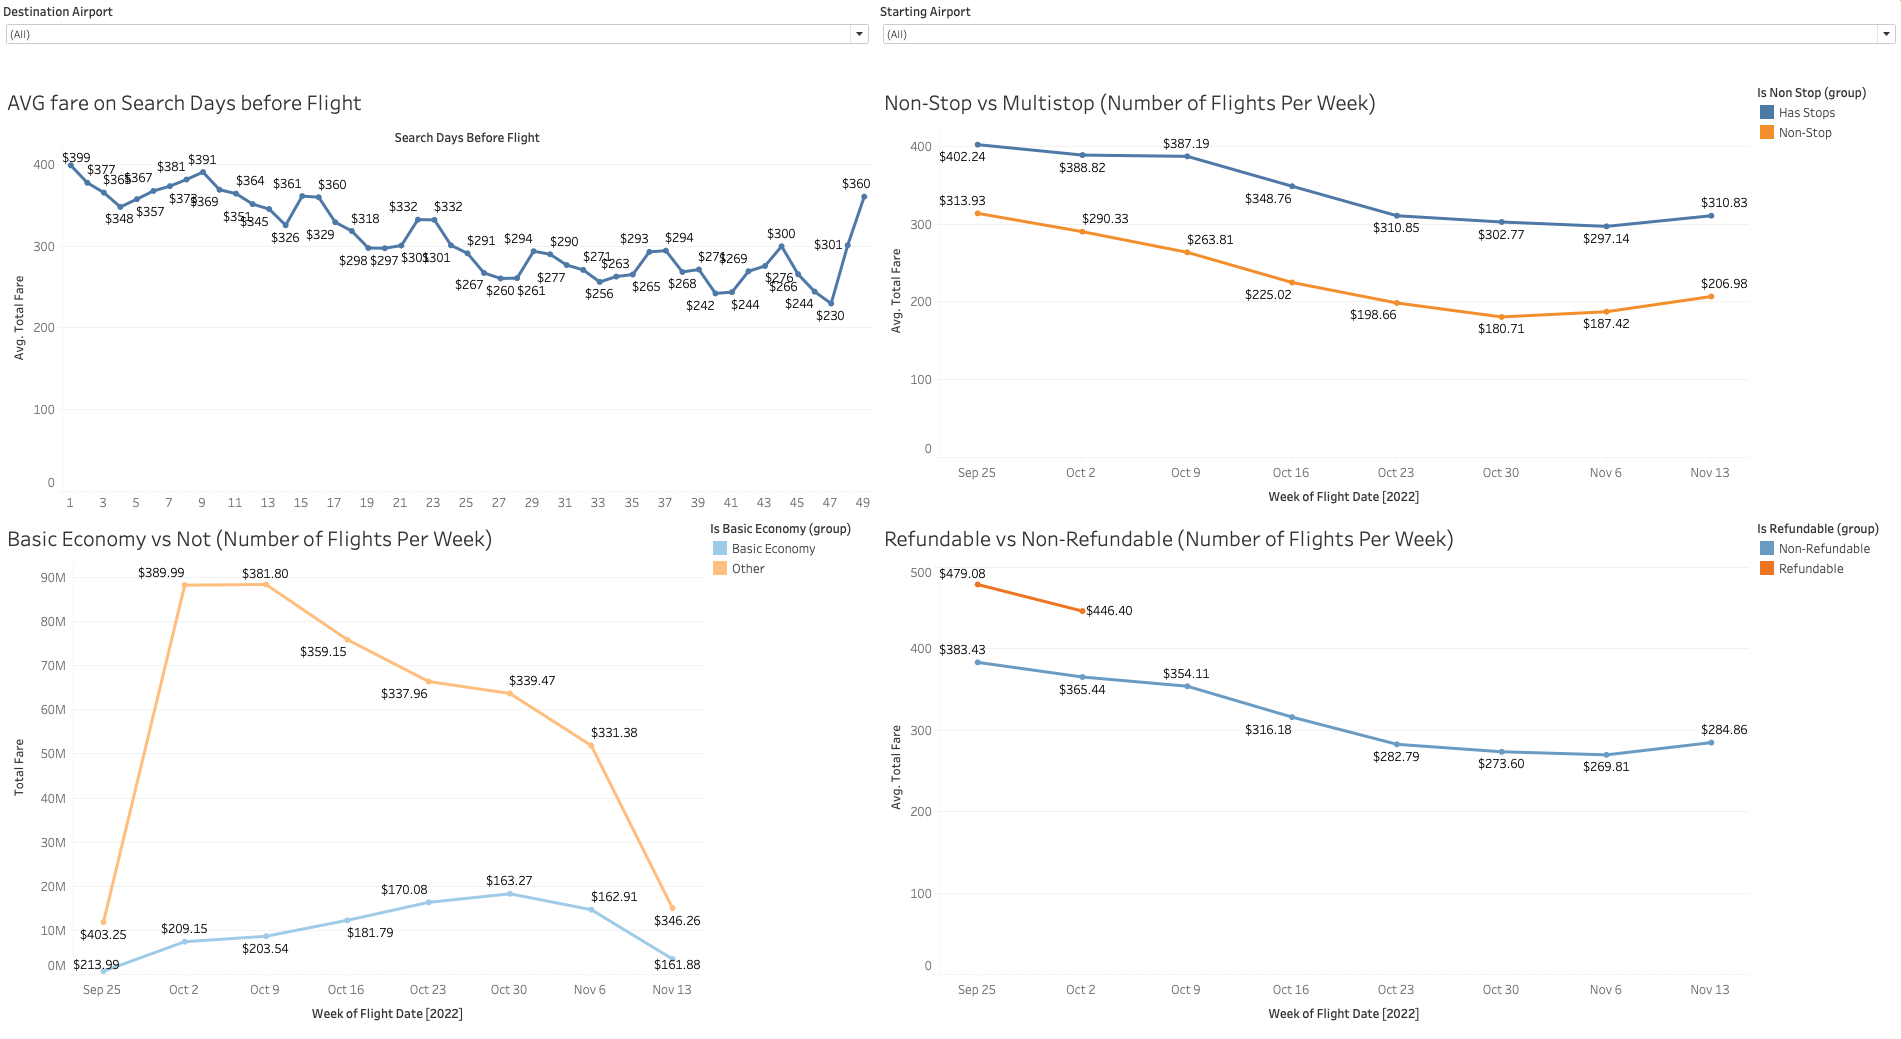 Destination Airport
(All)
Starting Airport
(All)
AVG fare on Search Days before Flight
Search Days Before Flight
Avg. Total Fare
400
300
200
100
0
$399
$377
$365
$348
$367
$357
$373
$381
$391
$369
$364
$351
$345
$326
$361
$360
$329
$318
$298
$297
$301
$332
$332
$301
$291
$267
$260
$261
$294
$290
$277
$271
$256
$263
$265
$293
$294
$268
$271
$242
$244
$269
$276
$300
$266
$244
$230
$301
$360
1 3 5 7 9 11 13 15 17 19 21 23 25 27 29 31 33 35 37 39 41 43 45 47 49
Non-Stop vs Multistop (Number of Flights Per Week)
Is Non Stop (group)
Has Stops
Non-Stop
Avg. Total Fare
400
300
200
100
0
$402.24
$388.82
$387.19
$348.76
$310.85
$302.77
$297.14
$310.83
$313.93
$290.33
$263.81
$225.02
$198.66
$180.71
$187.42
$206.98
Sep 25 Oct 2 Oct 9 Oct 16 Oct 23 Oct 30 Nov 6 Nov 13
Week of Flight Date [2022]
Basic Economy vs Not (Number of Flights Per Week)
Is Basic Economy (group)
Basic Economy
Other
Total Fare
90M
80M
70M
60M
50M
40M
30M
20M
10M
0M
$403.25
$389.99
$381.80
$359.15
$337.96
$339.47
$331.38
$346.26
$213.99
$209.15
$203.54
$181.79
$170.08
$163.27
$162.91
$161.88
Sep 25 Oct 2 Oct 9 Oct 16 Oct 23 Oct 30 Nov 6 Nov 13
Week of Flight Date [2022]
Refundable vs Non-Refundable (Number of Flights Per Week)
Is Refundable (group)
Non-Refundable
Refundable
Avg. Total Fare
500
400
300
200
100
0
$479.08
$446.40
$383.43
$365.44
$354.11
$316.18
$282.79
$273.60
$269.81
$284.86
Sep 25 Oct 2 Oct 9 Oct 16 Oct 23 Oct 30 Nov 6 Nov 13
Week of Flight Date [2022]